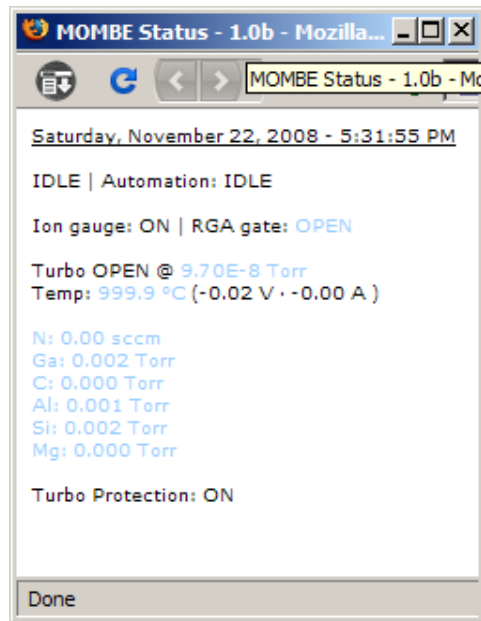 MOMBE Status - 1.0b - Mozilla...
MOMBE Status - 1.0b - Mo
Saturday, November 22, 2008 - 5:31:55 PM
IDLE | Automation: IDLE
Ion gauge: ON | RGA gate: OPEN
Turbo OPEN @ 9.70E-8 Torr
Temp: 999.9 °C (-0.02 V · -0.00 A )
N: 0.00 sccm
Ga: 0.002 Torr
C: 0.000 Torr
Al: 0.001 Torr
Si: 0.002 Torr
Mg: 0.000 Torr
Turbo Protection: ON
Done